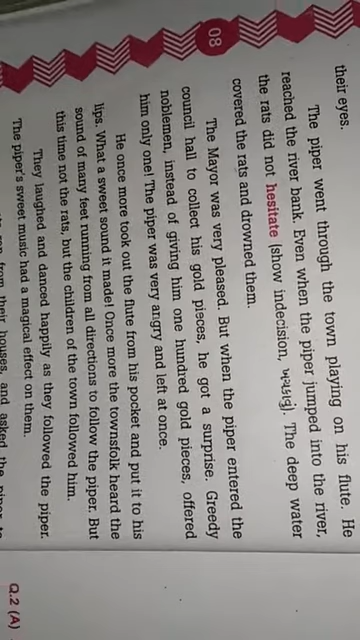 their eyes.
The piper went through the town playing on his flute. He
reached the river bank. Even when the piper jumped into the river,
the rats did not hesitate (show indecision, ખચકાવું). The deep water
covered the rats and drowned them.
The Mayor was very pleased. But when the piper entered the
council hall to collect his gold pieces, he got a surprise. Greedy
noblemen, instead of giving him one hundred gold pieces, offered
him only one! The piper was very angry and left at once.
He once more took out the flute from his pocket and put it to his
lips. What a sweet sound it made! Once more the townsfolk heard the
sound of many feet running from all directions to follow the piper. But
this time not the rats, but the children of the town followed him.
They laughed and danced happily as they followed the piper.
The piper's sweet music had a magical effect on them.
from their houses, and asked the piper to
08
Q.2 (A)